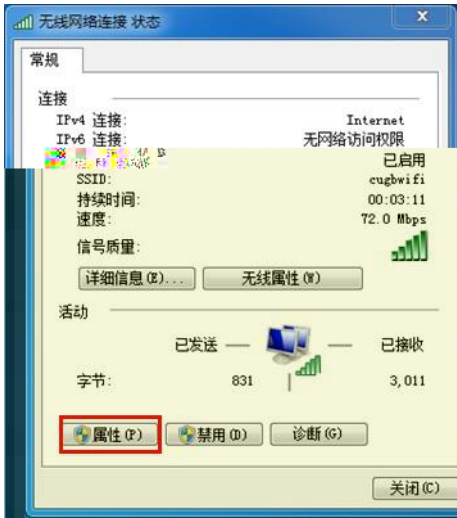 无线网络连接 状态
常规
连接
IPv4 连接: Internet
IPv6 连接: 无网络访问权限
已启用
SSID: cugbwifi
持续时间: 00:03:11
速度: 72.0 Mbps
信号质量:
详细信息(E)... 无线属性(W)
活动
已发送 — — 已接收
字节: 831 3,011
属性(P) 禁用(D) 诊断(G)
关闭(C)